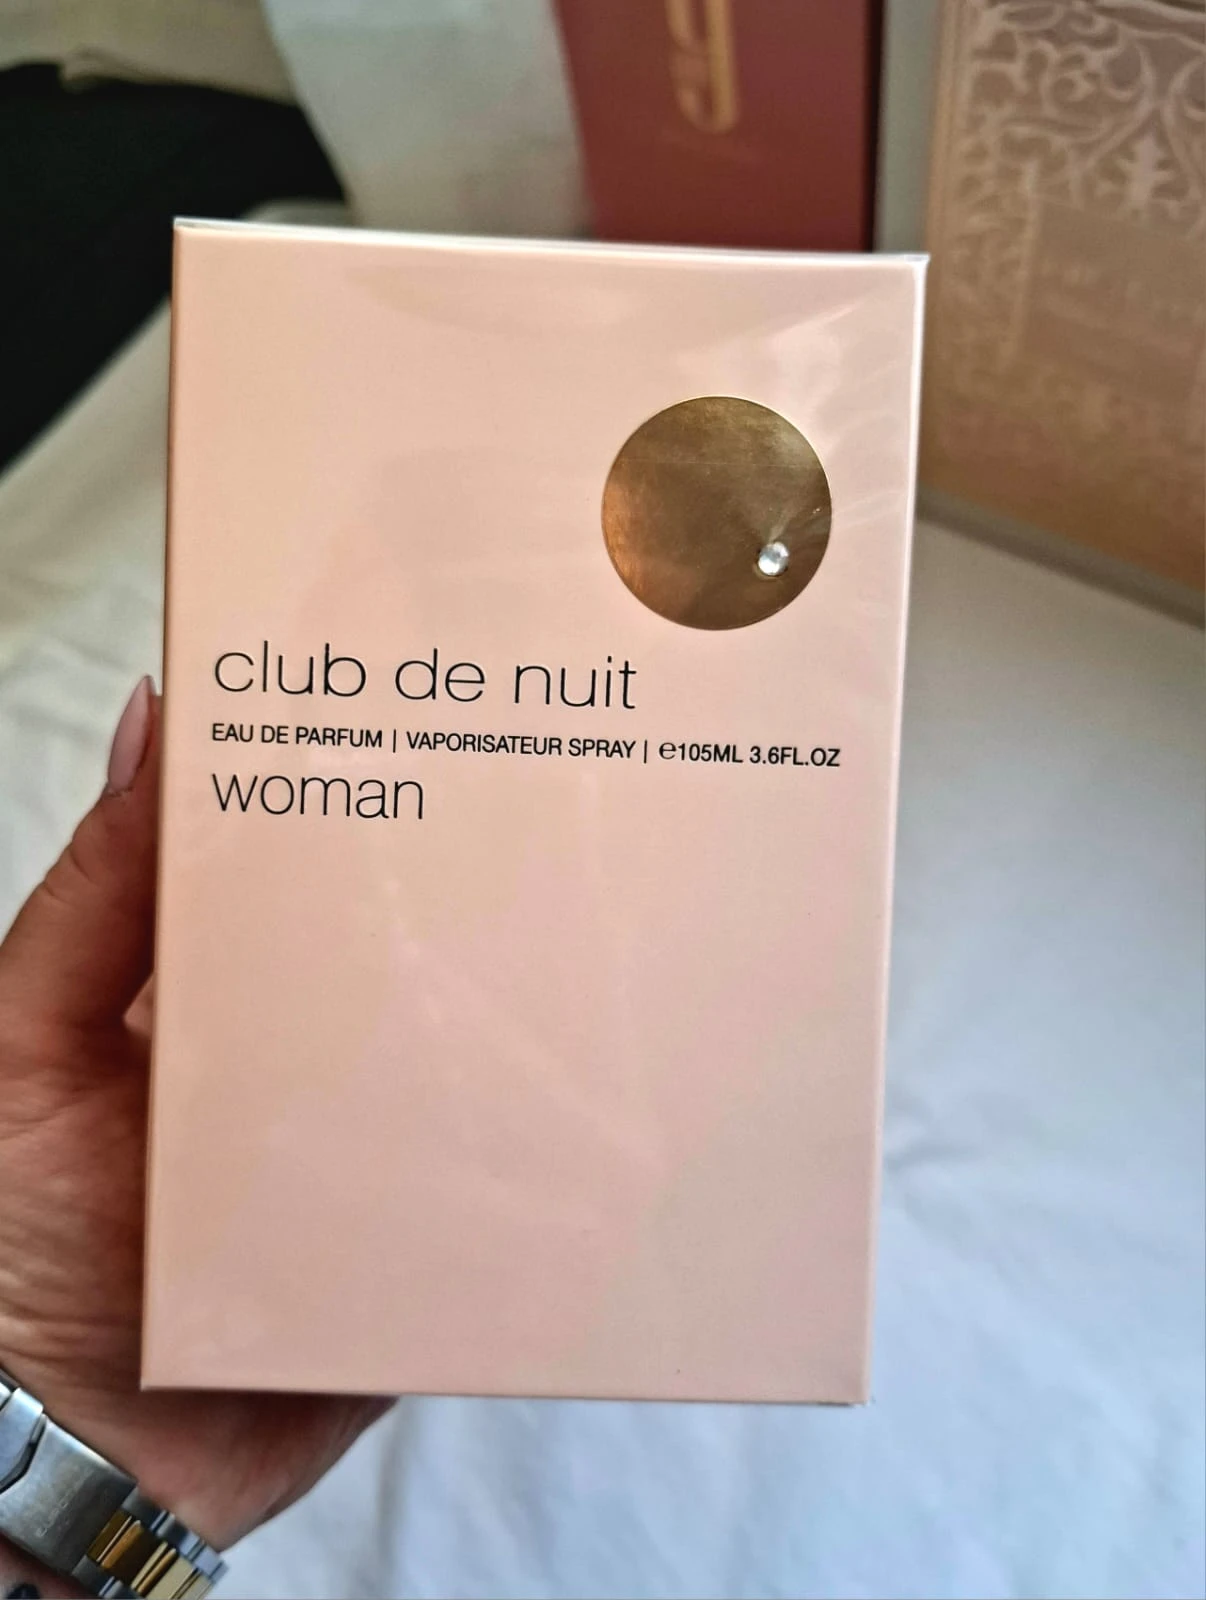 club de nuit
EAU DE PARFUM | VAPORISATEUR SPRAY | ℮105ML 3.6FL.OZ
woman